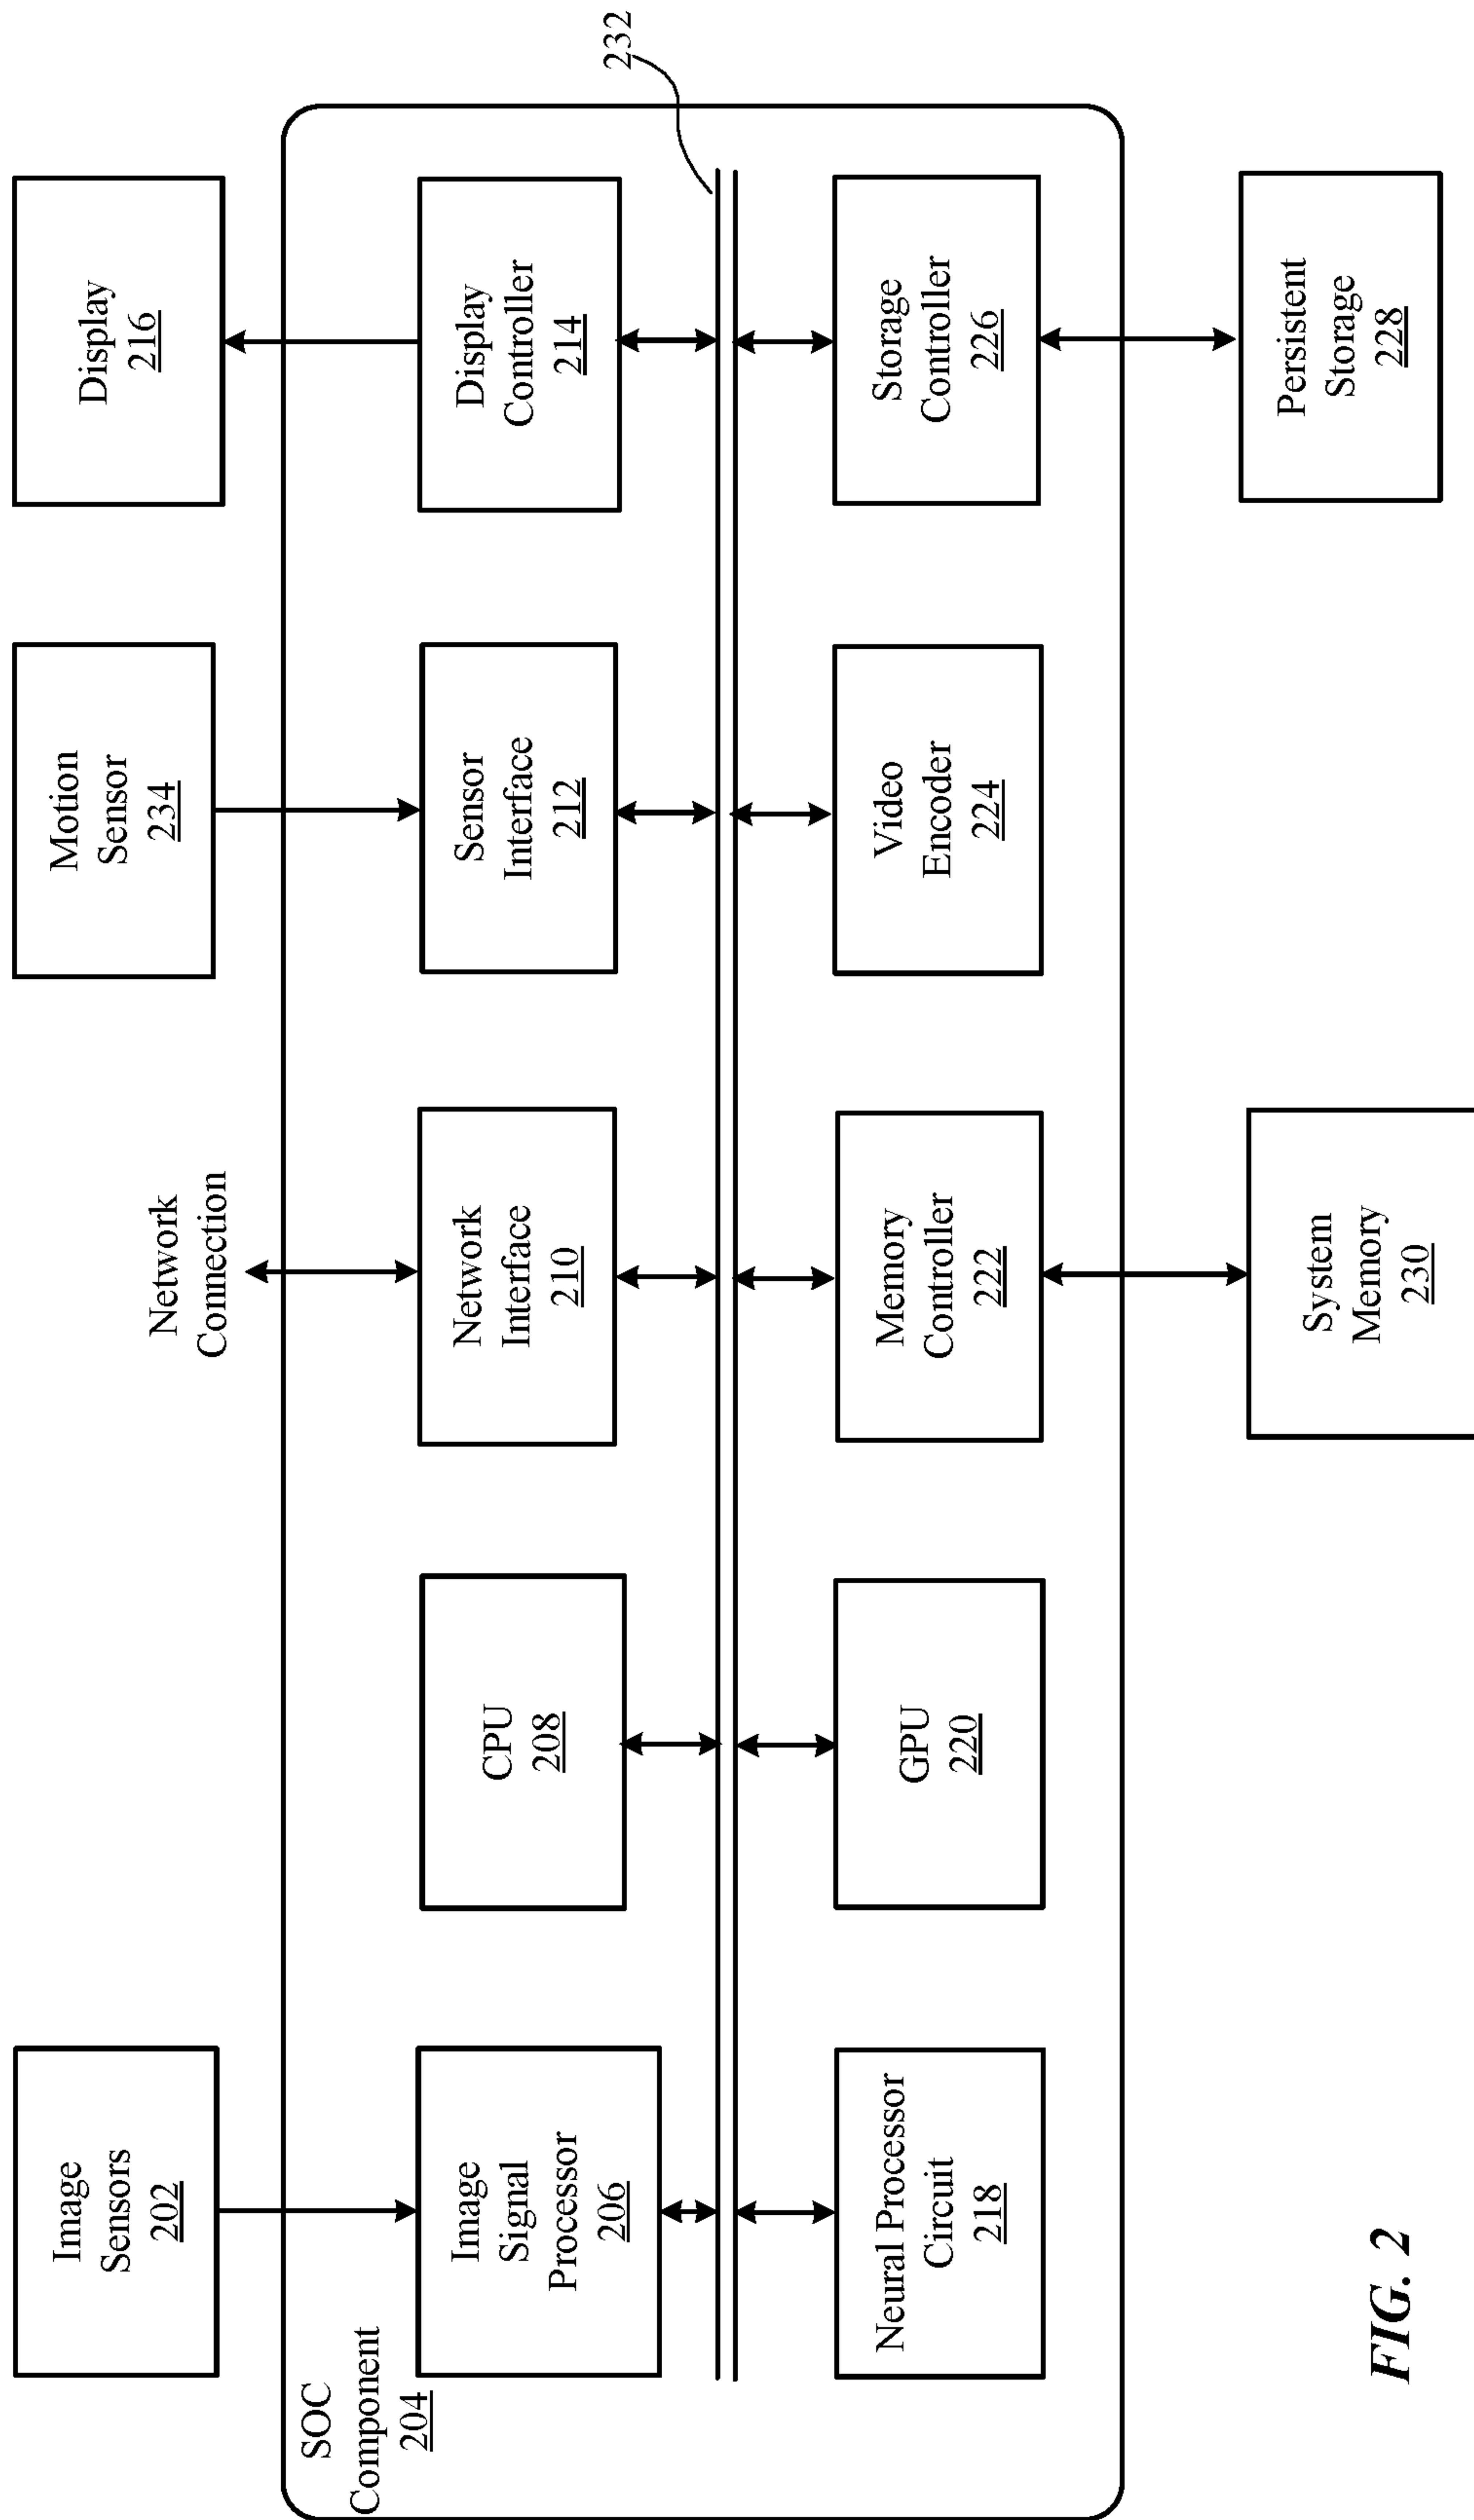 Image
Sensors
202
Motion
Sensor
234
Display
216
Network
Connection
SOC
Component
204
Image
Signal
Processor
206
CPU
208
Network
Interface
210
Sensor
Interface
212
Display
Controller
214
232
Neural Processor
Circuit
218
GPU
220
Memory
Controller
222
Video
Encoder
224
Storage
Controller
226
System
Memory
230
Persistent
Storage
228
FIG. 2